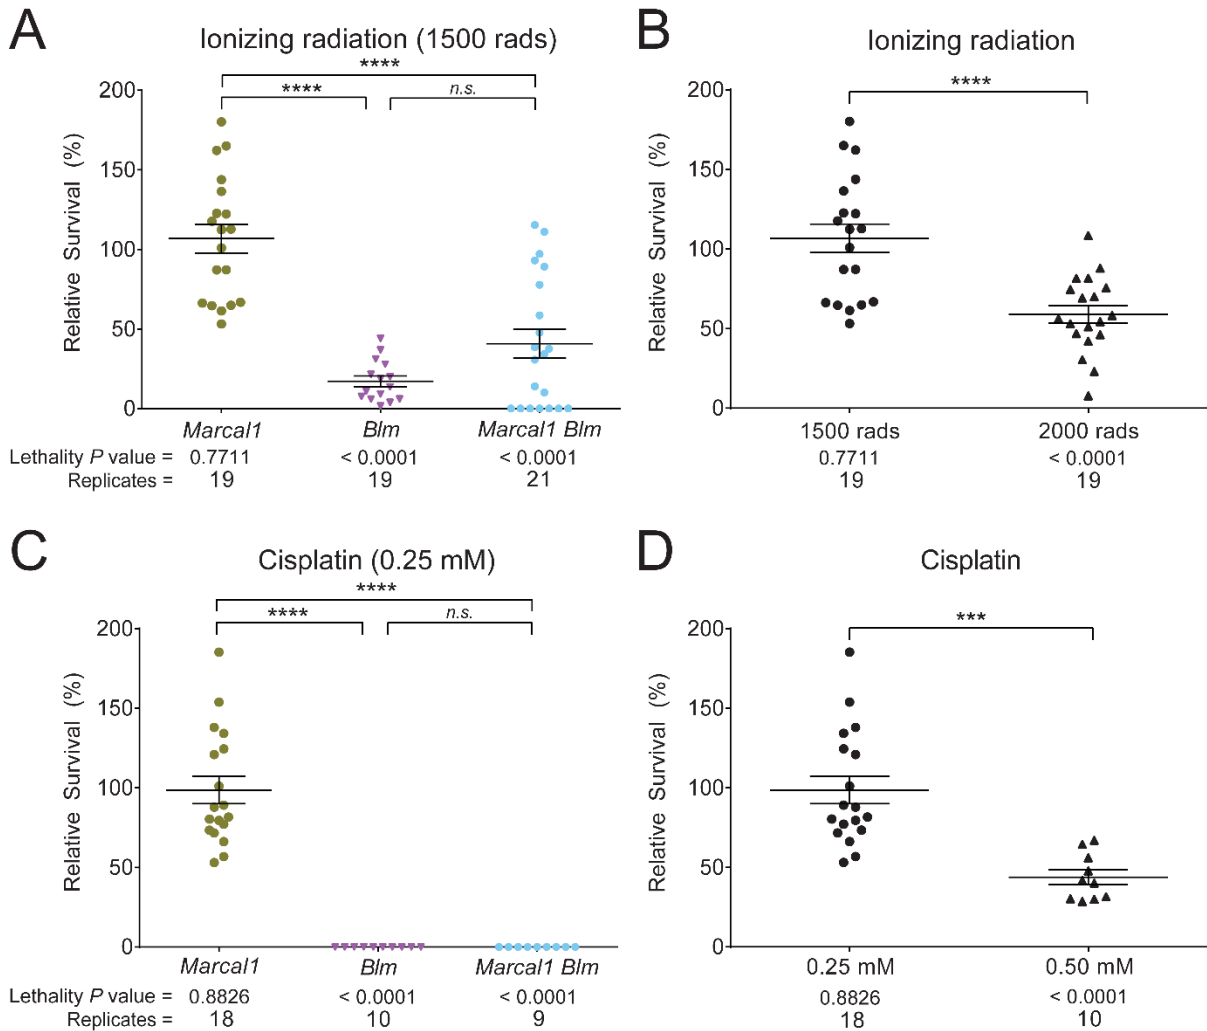 A
Ionizing radiation (1500 rads)
****
****
n.s.
Relative Survival (%)
200
150
100
50
0
Marcal1 Blm Marcal1 Blm
Lethality P value = 0.7711 < 0.0001 < 0.0001
Replicates = 19 19 21
B
Ionizing radiation
****
Relative Survival (%)
200
150
100
50
0
1500 rads 2000 rads
0.7711 < 0.0001
19 19
C
Cisplatin (0.25 mM)
****
****
n.s.
Relative Survival (%)
200
150
100
50
0
Marcal1 Blm Marcal1 Blm
Lethality P value = 0.8826 < 0.0001 < 0.0001
Replicates = 18 10 9
D
Cisplatin
***
Relative Survival (%)
200
150
100
50
0
0.25 mM 0.50 mM
0.8826 < 0.0001
18 10